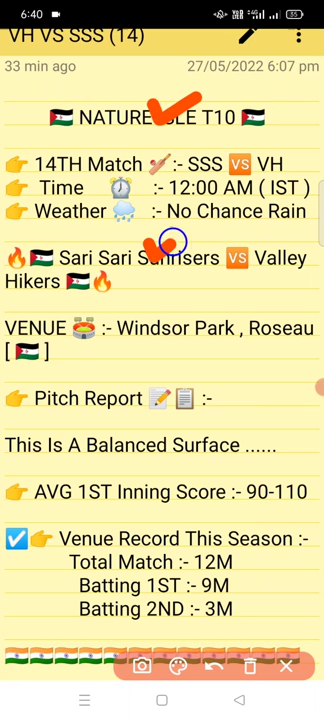 6:40
VH VS SSS (14)
33 min ago 27/05/2022 6:07 pm
🇵🇸 NATURE ISLE T10 🇵🇸
👉 14TH Match 🏏:- SSS 🆚 VH
👉 Time ⏰ :- 12:00 AM ( IST )
👉 Weather 🌧️ :- No Chance Rain
🔥🇵🇸 Sari Sari Sunrisers 🆚 Valley
Hikers 🇵🇸🔥
VENUE 🏟️ :- Windsor Park , Roseau
[ 🇵🇸 ]
👉 Pitch Report 📝📋 :-
This Is A Balanced Surface ......
👉 AVG 1ST Inning Score :- 90-110
☑️👉 Venue Record This Season :-
Total Match :- 12M
Batting 1ST :- 9M
Batting 2ND :- 3M